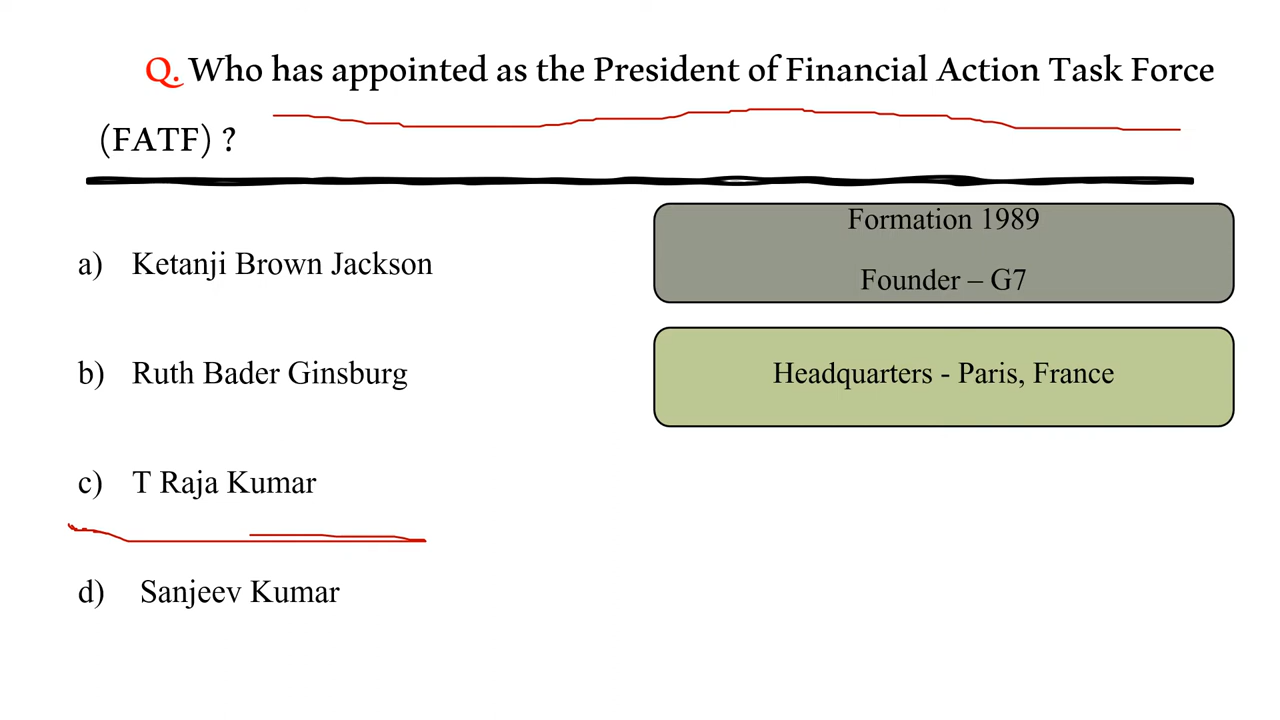 Q. Who has appointed as the President of Financial Action Task Force
(FATF) ?
a) Ketanji Brown Jackson
b) Ruth Bader Ginsburg
c) T Raja Kumar
d) Sanjeev Kumar
Formation 1989
Founder – G7
Headquarters - Paris, France